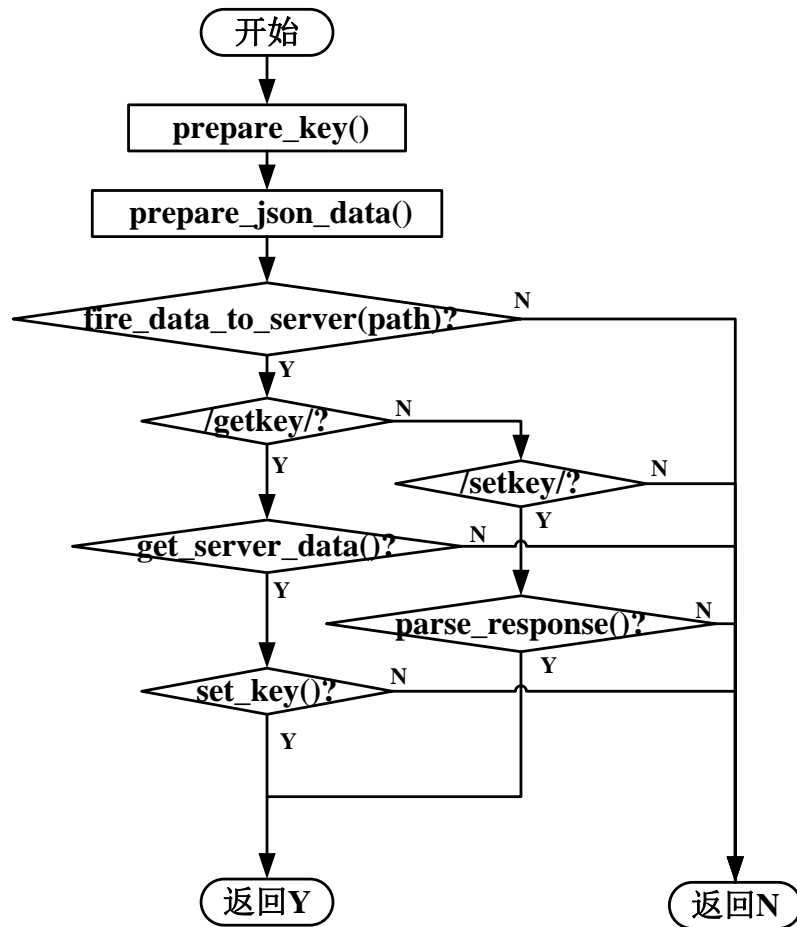 开始
prepare_key()
prepare_json_data()
fire_data_to_server(path)?
N
Y
/getkey/?
N
Y
/setkey/?
N
Y
get_server_data()?
N
Y
parse_response()?
N
Y
set_key()?
N
Y
返回Y
返回N